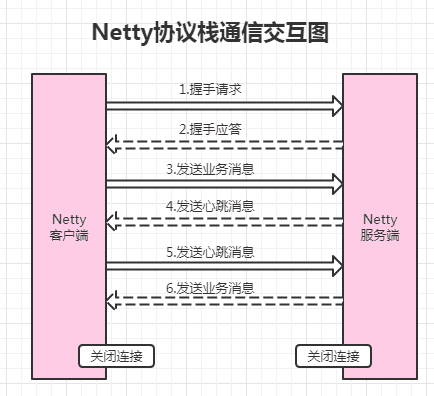 Netty协议栈通信交互图
1.握手请求
2.握手应答
3.发送业务消息
4.发送心跳消息
5.发送心跳消息
6.发送业务消息
Netty
客户端
Netty
服务端
关闭连接
关闭连接